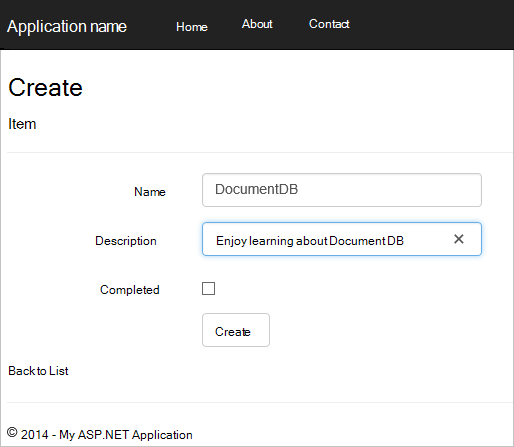 Application name Home About Contact
Create
Item
Name DocumentDB
Description Enjoy learning about Document DB
Completed
Create
Back to List
© 2014 - My ASP.NET Application